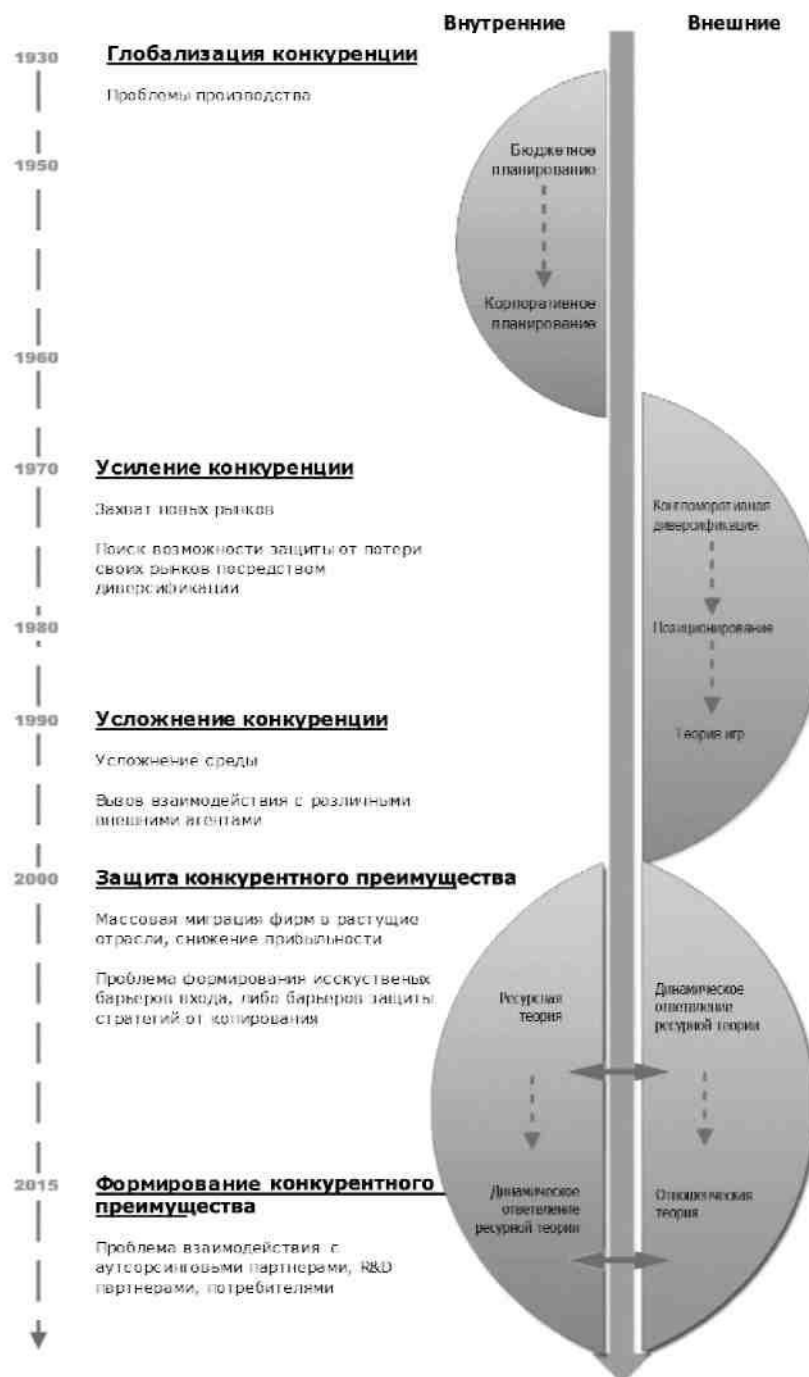 Внутренние
Внешние
1930
Глобализация конкуренции
Проблемы производства
Бюджетное
планирование
1950
Корпоративное
планирование
1960
1970
Усиление конкуренции
Захват новых рынков
Поиск возможности защиты от потери
своих рынков посредством
диверсификации
Конгломоративная
диверсификация
1980
Позиционирование
1990
Усложнение конкуренции
Теория игр
Усложнение среды
Вызов взаимодействия с различными
внешними агентами
2000
Защита конкурентного преимущества
Массовая миграция фирм в растущие
отрасли, снижение прибыльности
Проблема формирования исскуственых
барьеров входа, либо барьеров защиты
стратегий от копирования
Ресурсная
теория
Динамическое
ответвление
ресурной теории
2015
Формирование конкурентного
преимущества
Проблема взаимодействия с
аутсорсинговыми партнерами, R&D
партнерами, потребителями
Динамическое
ответвление
ресурной теории
Отношенческая
теория